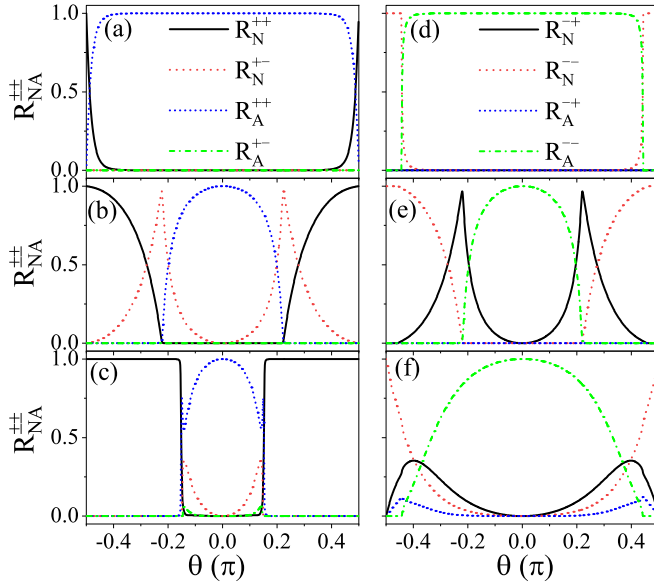 1.0
0.5
0.0
R_{NA}^{±±}
(a)
R_N^{++}
R_N^{+-}
R_A^{++}
R_A^{+-}
(d)
R_N^{-+}
R_N^{--}
R_A^{-+}
R_A^{--}
1.0
0.5
0.0
R_{NA}^{±±}
(b)
(e)
1.0
0.5
0.0
R_{NA}^{±±}
(c)
(f)
-0.4 -0.2 0.0 0.2 0.4
-0.4 -0.2 0.0 0.2 0.4
θ (π)
θ (π)